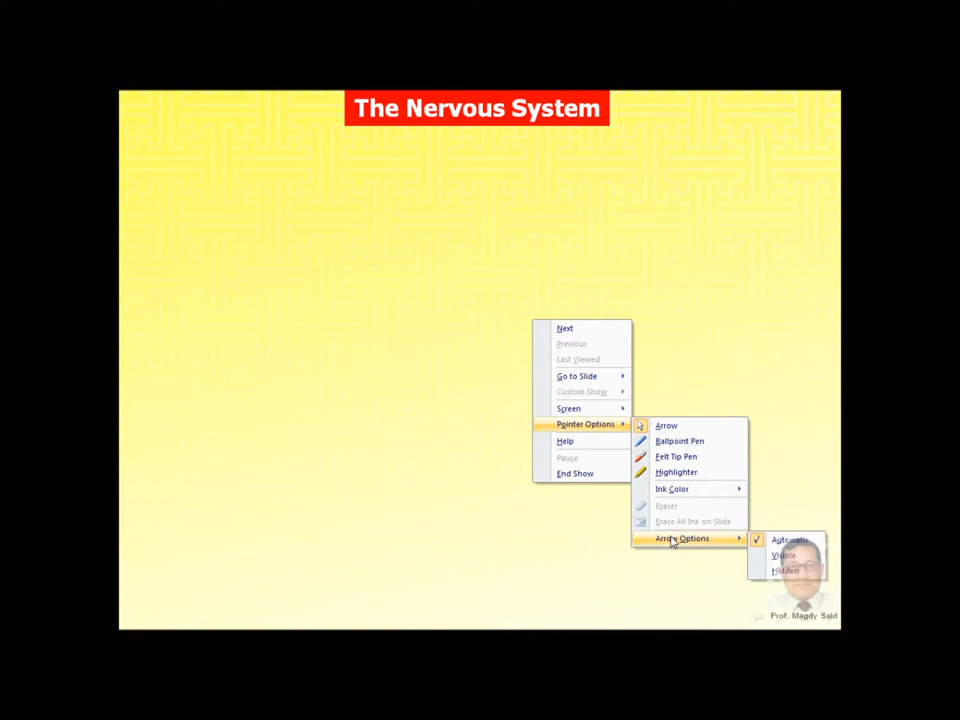 The Nervous System
Next
Previous
Last Viewed
Go to Slide
Custom Show
Screen
Pointer Options
Help
Pause
End Show
Arrow
Ballpoint Pen
Felt Tip Pen
Highlighter
Ink Color
Eraser
Erase All Ink on Slide
Arrow Options
Automatic
Visible
Hidden
Prof. Magdy Said